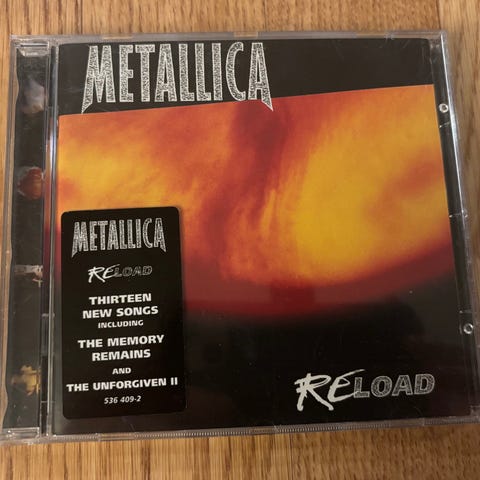 METALLICA
METALLICA
RELOAD
THIRTEEN
NEW SONGS
INCLUDING
THE MEMORY
REMAINS
AND
THE UNFORGIVEN II
536 409-2
RELOAD